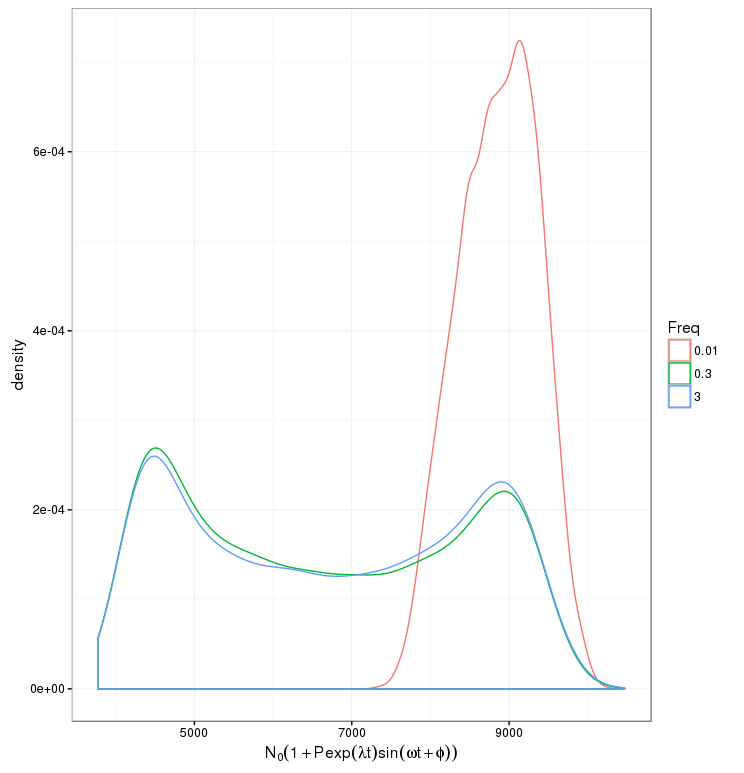 6e-04
4e-04
2e-04
0e+00
density
5000
7000
9000
N₀(1+Pexp(λt)sin(ωt+ϕ))
Freq
0.01
0.3
3